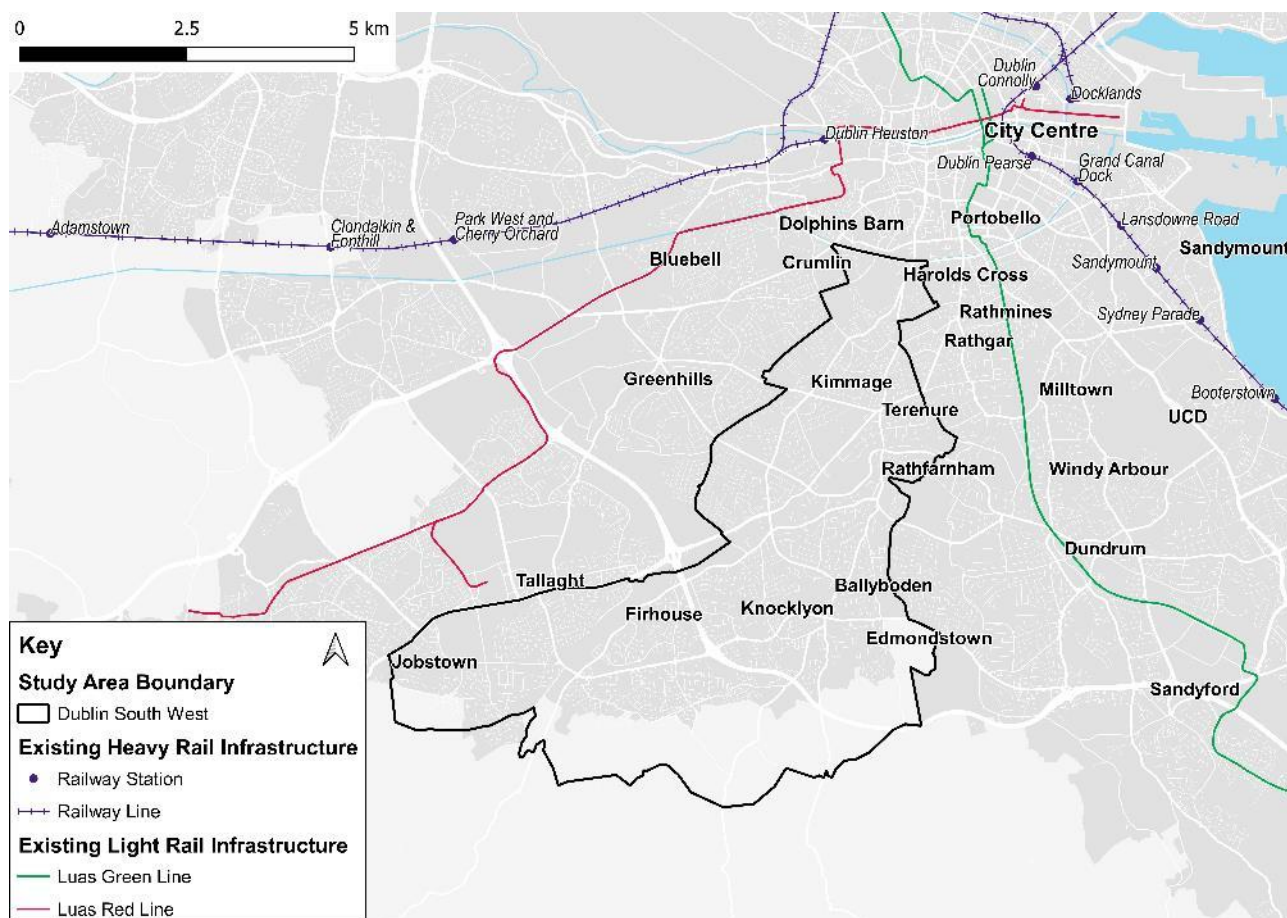 0
2.5
5 km
Dublin
Connolly
Docklands
City Centre
Dublin Heuston
Dublin Pearse
Grand Canal
Dock
Adamstown
Clondalkin &
Fonthill
Park West and
Cherry Orchard
Dolphins Barn
Portobello
Lansdowne Road
Sandymount
Bluebell
Crumlin
Harolds Cross
Sandymount
Rathmines
Sydney Parade
Rathgar
Greenhills
Kimmage
Milltown
Booterstown
Terenure
UCD
Rathfarnham
Windy Arbour
Dundrum
Tallaght
Ballyboden
Firhouse
Knocklyon
Edmondstown
Jobstown
Sandyford
Key
Study Area Boundary
Dublin South West
Existing Heavy Rail Infrastructure
Railway Station
Railway Line
Existing Light Rail Infrastructure
Luas Green Line
Luas Red Line